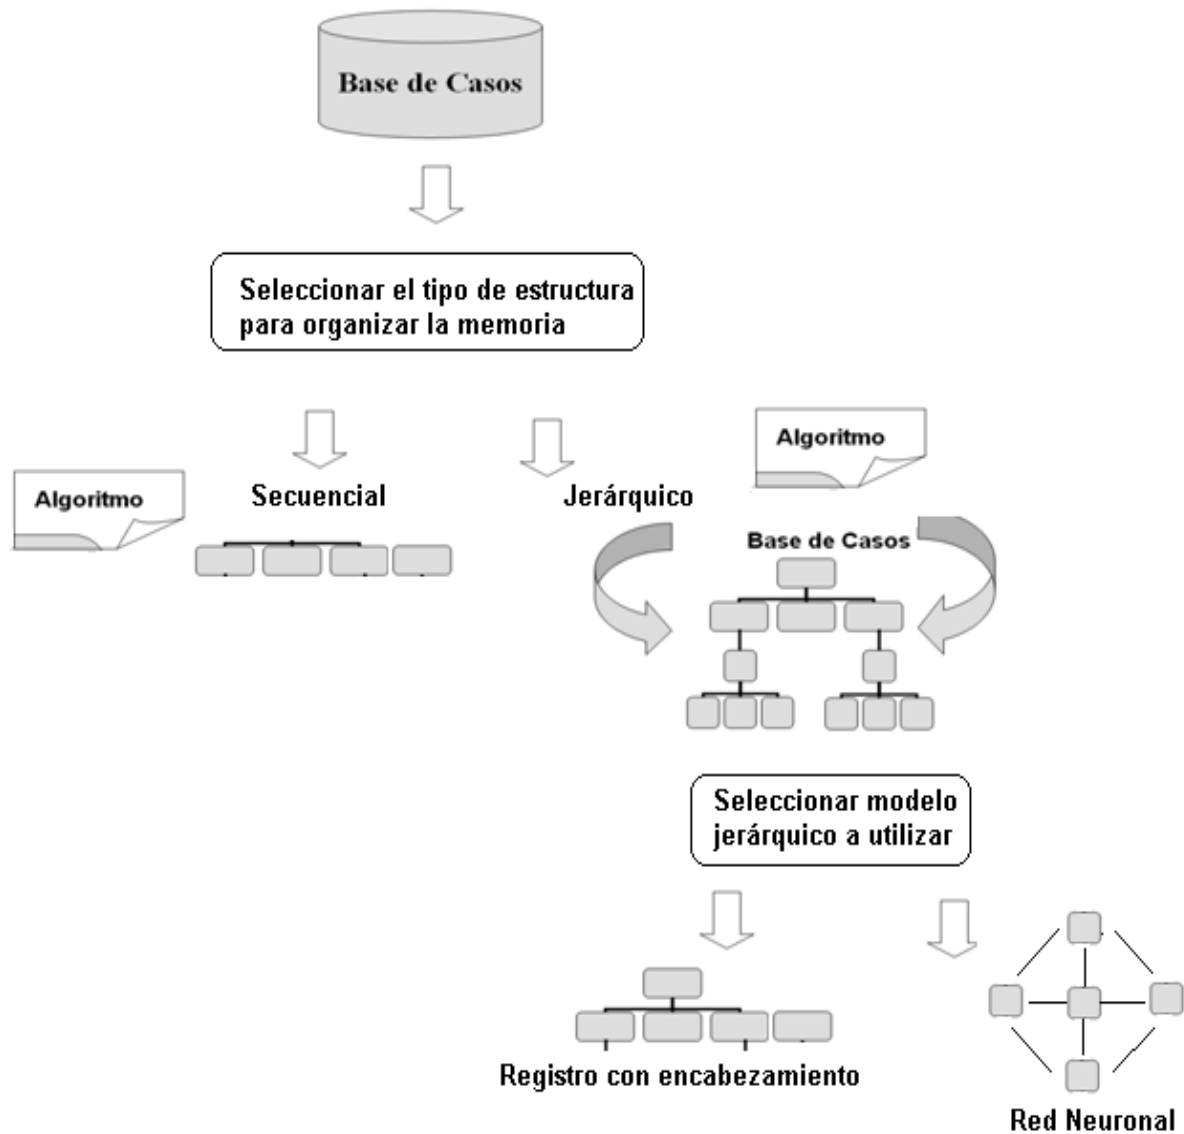 Base de Casos
Seleccionar el tipo de estructura
para organizar la memoria
Algoritmo
Algoritmo
Secuencial
Jerárquico
Base de Casos
Seleccionar modelo
jerárquico a utilizar
Registro con encabezamiento
Red Neuronal